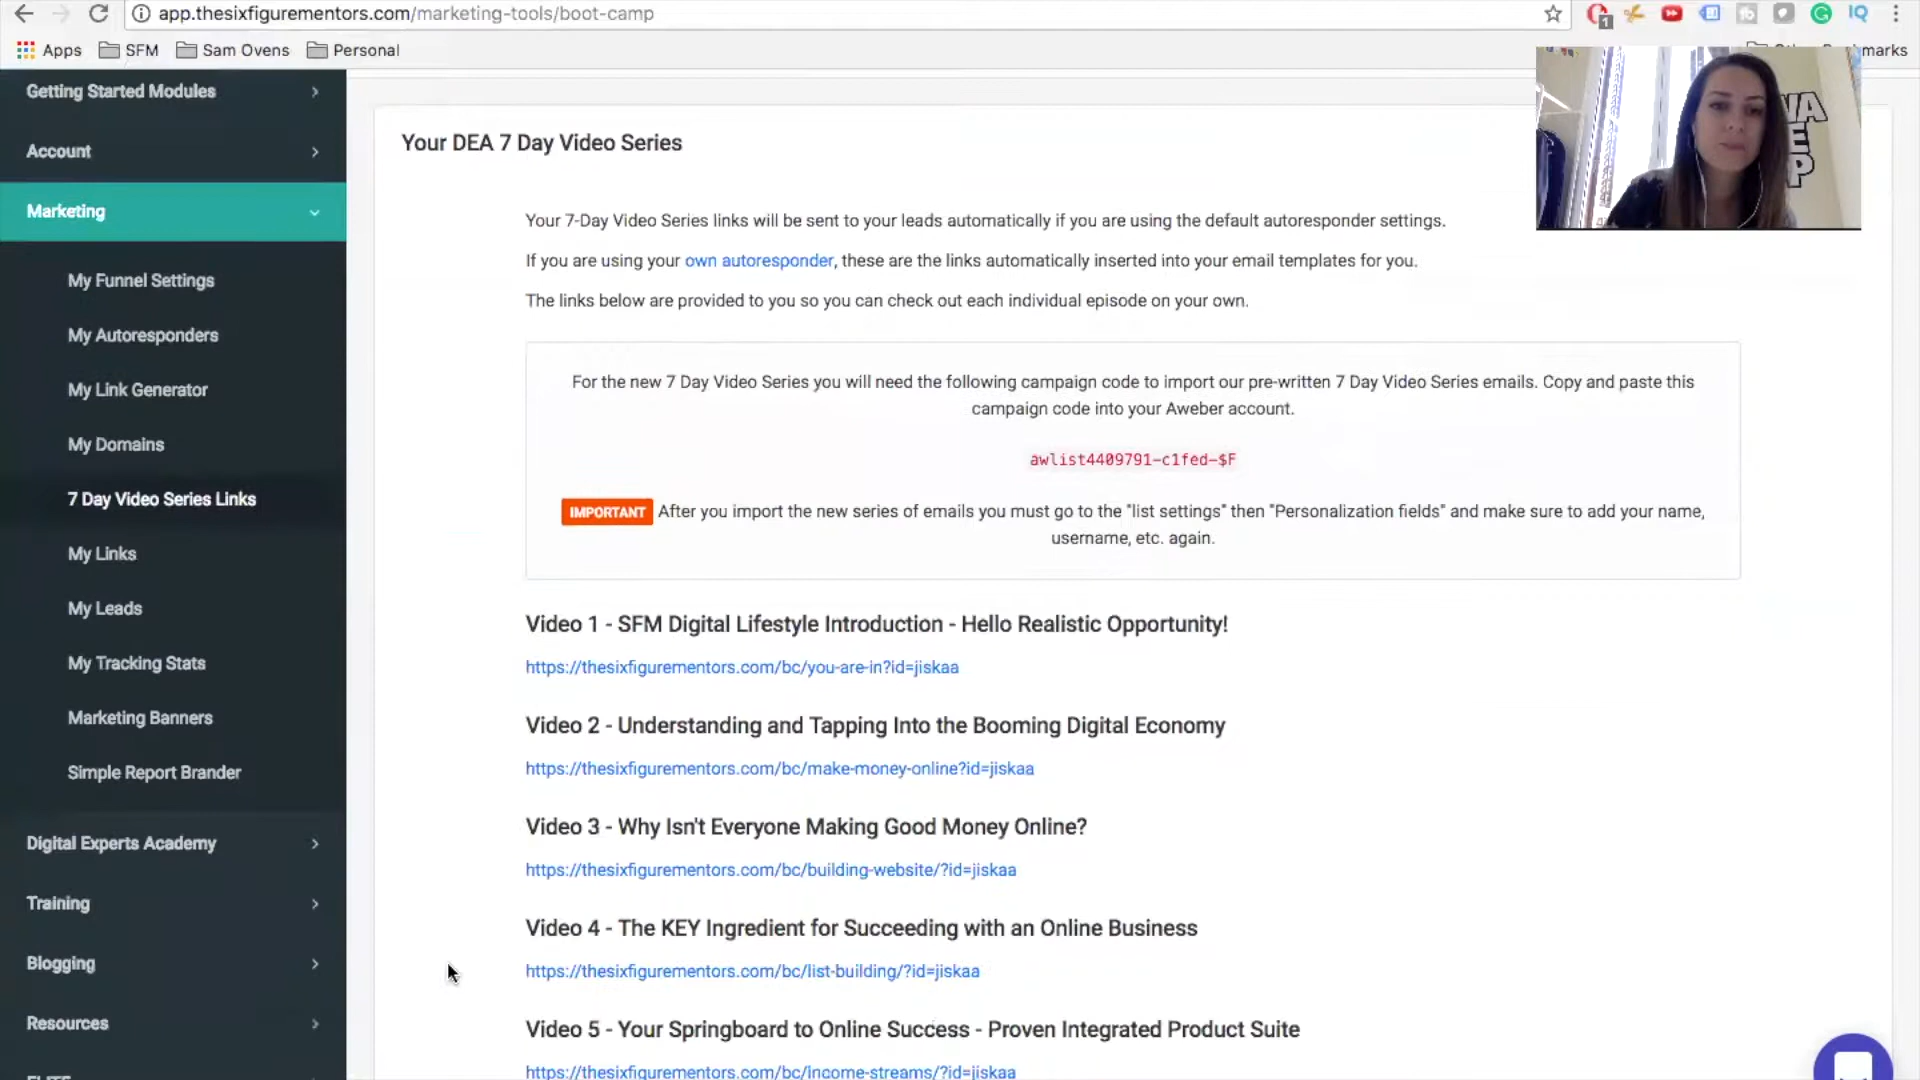 app.thesixfigurementors.com/marketing-tools/boot-camp
1
Apps SFM Sam Ovens Personal
Getting Started Modules
Account
Marketing
My Funnel Settings
My Autoresponders
My Link Generator
My Domains
7 Day Video Series Links
My Links
My Leads
My Tracking Stats
Marketing Banners
Simple Report Brander
Digital Experts Academy
Training
Blogging
Resources
Your DEA 7 Day Video Series
Your 7-Day Video Series links will be sent to your leads automatically if you are using the default autoresponder settings.
If you are using your own autoresponder, these are the links automatically inserted into your email templates for you.
The links below are provided to you so you can check out each individual episode on your own.
For the new 7 Day Video Series you will need the following campaign code to import our pre-written 7 Day Video Series emails. Copy and paste this
campaign code into your Aweber account.
awlist4409791-c1fed-$F
IMPORTANT After you import the new series of emails you must go to the "list settings" then "Personalization fields" and make sure to add your name,
username, etc. again.
Video 1 - SFM Digital Lifestyle Introduction - Hello Realistic Opportunity!
https://thesixfigurementors.com/bc/you-are-in?id=jiskaa
Video 2 - Understanding and Tapping Into the Booming Digital Economy
https://thesixfigurementors.com/bc/make-money-online?id=jiskaa
Video 3 - Why Isn't Everyone Making Good Money Online?
https://thesixfigurementors.com/bc/building-website/?id=jiskaa
Video 4 - The KEY Ingredient for Succeeding with an Online Business
https://thesixfigurementors.com/bc/list-building/?id=jiskaa
Video 5 - Your Springboard to Online Success - Proven Integrated Product Suite
https://thesixfigurementors.com/bc/income-streams/?id=jiskaa